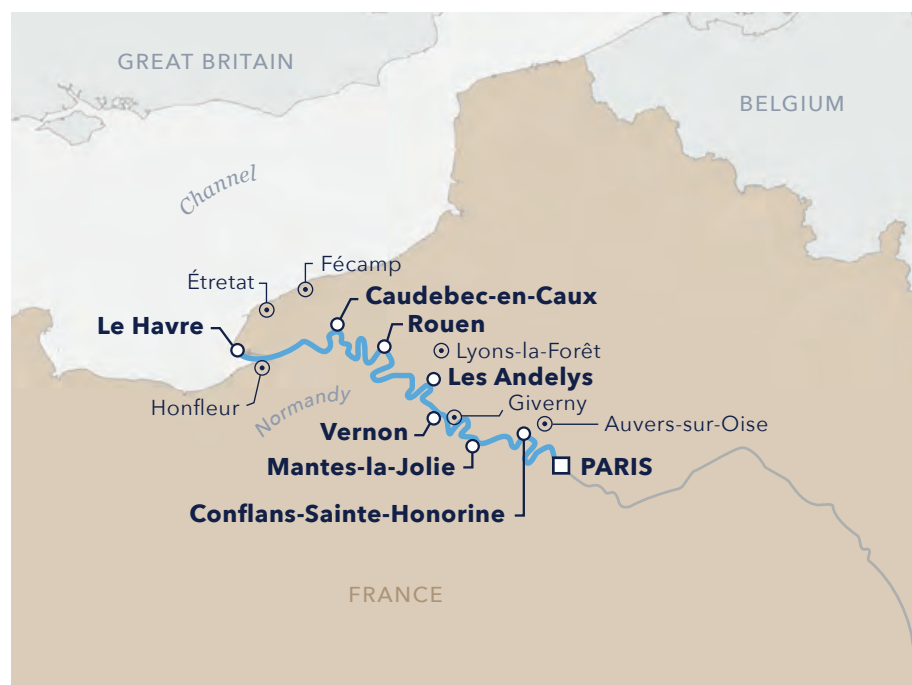 GREAT BRITAIN
BELGIUM
Channel
Fécamp
Étretat
Caudebec-en-Caux
Le Havre
Rouen
Lyons-la-Forêt
Les Andelys
Honfleur
Normandy
Giverny
Vernon
Auvers-sur-Oise
Mantes-la-Jolie
PARIS
Conflans-Sainte-Honorine
FRANCE